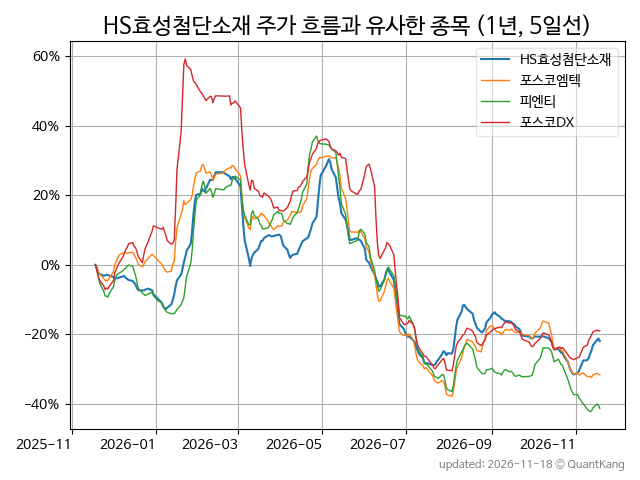 HS효성첨단소재 주가 흐름과 유사한 종목 (1년, 5일선)
HS효성첨단소재
포스코엠텍
피엔티
포스코DX
60%
40%
20%
0%
−20%
−40%
2025−11
2026−01
2026−03
2026−05
2026−07
2026−09
2026−11
updated: 2026-11-18 © QuantKang